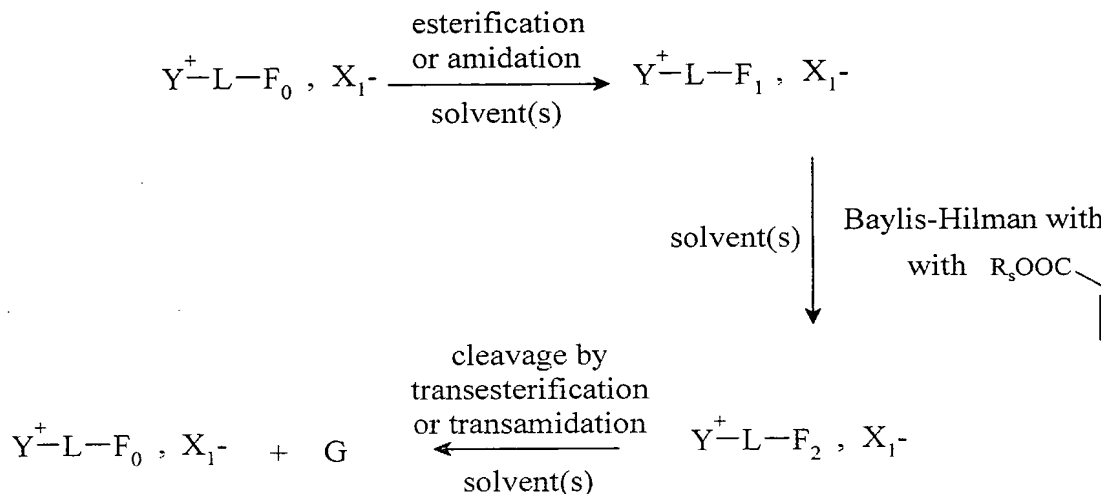 esterification
or amidation
Y⁺–L–F₀ , X₁- 
solvent(s)
Y⁺–L–F₁ , X₁-
solvent(s)
Baylis-Hilman with
with RₛOOC
cleavage by
transesterification
or transamidation
Y⁺–L–F₀ , X₁- + G
solvent(s)
Y⁺–L–F₂ , X₁-